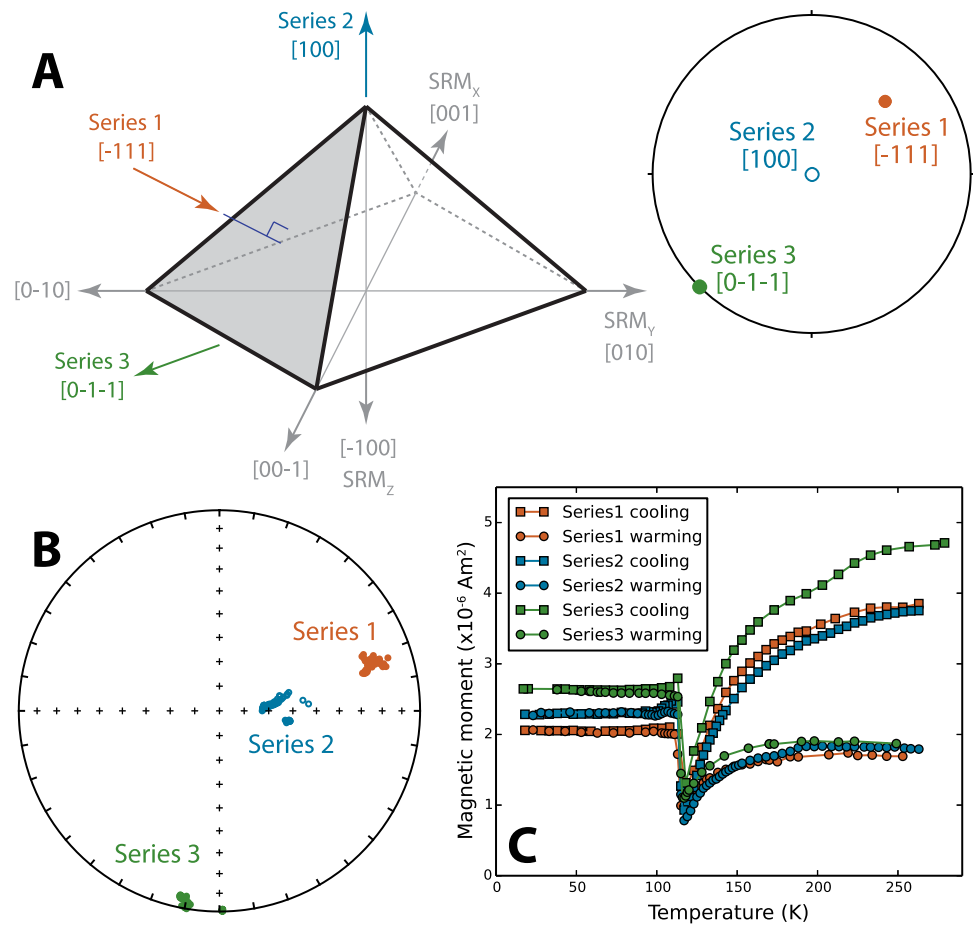 A
Series 2
[100]
SRMX
[001]
Series 1
[-111]
[0-10]
SRMY
[010]
Series 3
[0-1-1]
[00-1]
[-100]
SRMZ
Series 2
[100]
Series 1
[-111]
Series 3
[0-1-1]
B
Series 1
Series 2
Series 3
Series1 cooling
Series1 warming
Series2 cooling
Series2 warming
Series3 cooling
Series3 warming
Magnetic moment (x10-6 Am2)
5
4
3
2
1
0
C
0 50 100 150 200 250
Temperature (K)